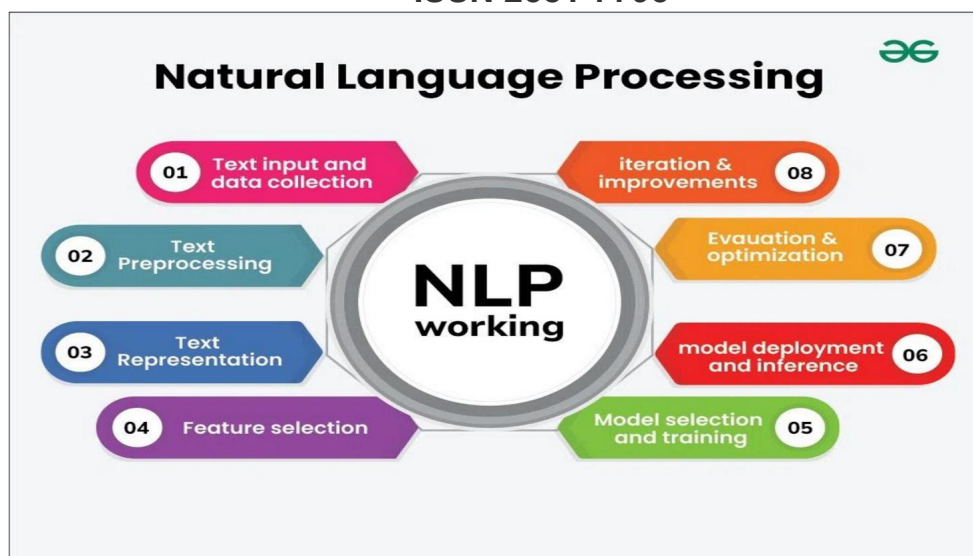 Natural Language Processing
01
Text input and
data collection
02
Text
Preprocessing
03
Text
Representation
04
Feature selection
NLP
working
iteration &
improvements
08
Evauation &
optimization
07
model deployment
and inference
06
Model selection
and training
05